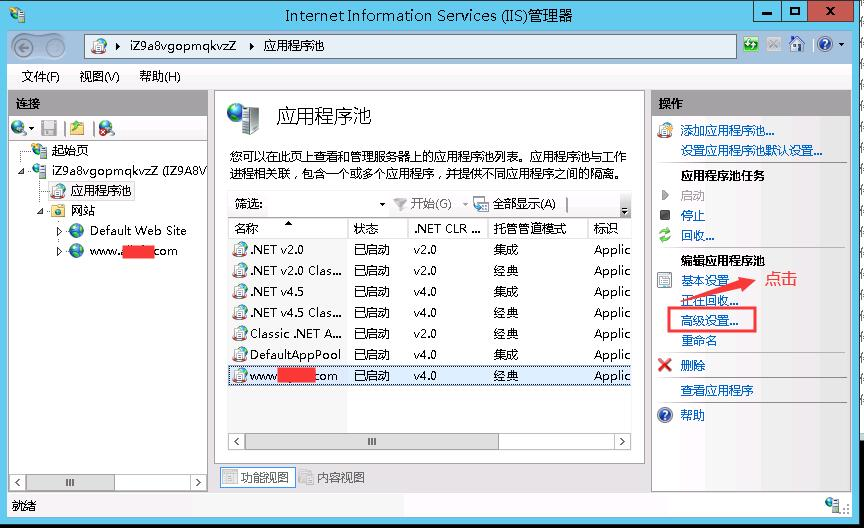 Internet Information Services (IIS)管理器
iZ9a8vgopmqkvzZ 应用程序池
文件(F) 视图(V) 帮助(H)
连接
起始页
iZ9a8vgopmqkvzZ (IZ9A8V
应用程序池
网站
Default Web Site
www. com
应用程序池
您可以在此页上查看和管理服务器上的应用程序池列表。应用程序池与工作
进程相关联，包含一个或多个应用程序，并提供不同应用程序之间的隔离。
筛选: 开始(G) 全部显示(A)
名称 状态 .NET CLR ... 托管管道模式 标识
.NET v2.0 已启动 v2.0 集成 Applic
.NET v2.0 Clas... 已启动 v2.0 经典 Applic
.NET v4.5 已启动 v4.0 集成 Applic
.NET v4.5 Clas... 已启动 v4.0 经典 Applic
Classic .NET A... 已启动 v2.0 经典 Applic
DefaultAppPool 已启动 v4.0 集成 Applic
www. com 已启动 v4.0 经典 Applic
功能视图 内容视图
操作
添加应用程序池...
设置应用程序池默认设置...
应用程序池任务
启动
停止
回收...
编辑应用程序池
基本设置 点击
正在回收...
高级设置...
重命名
删除
查看应用程序
帮助
就绪